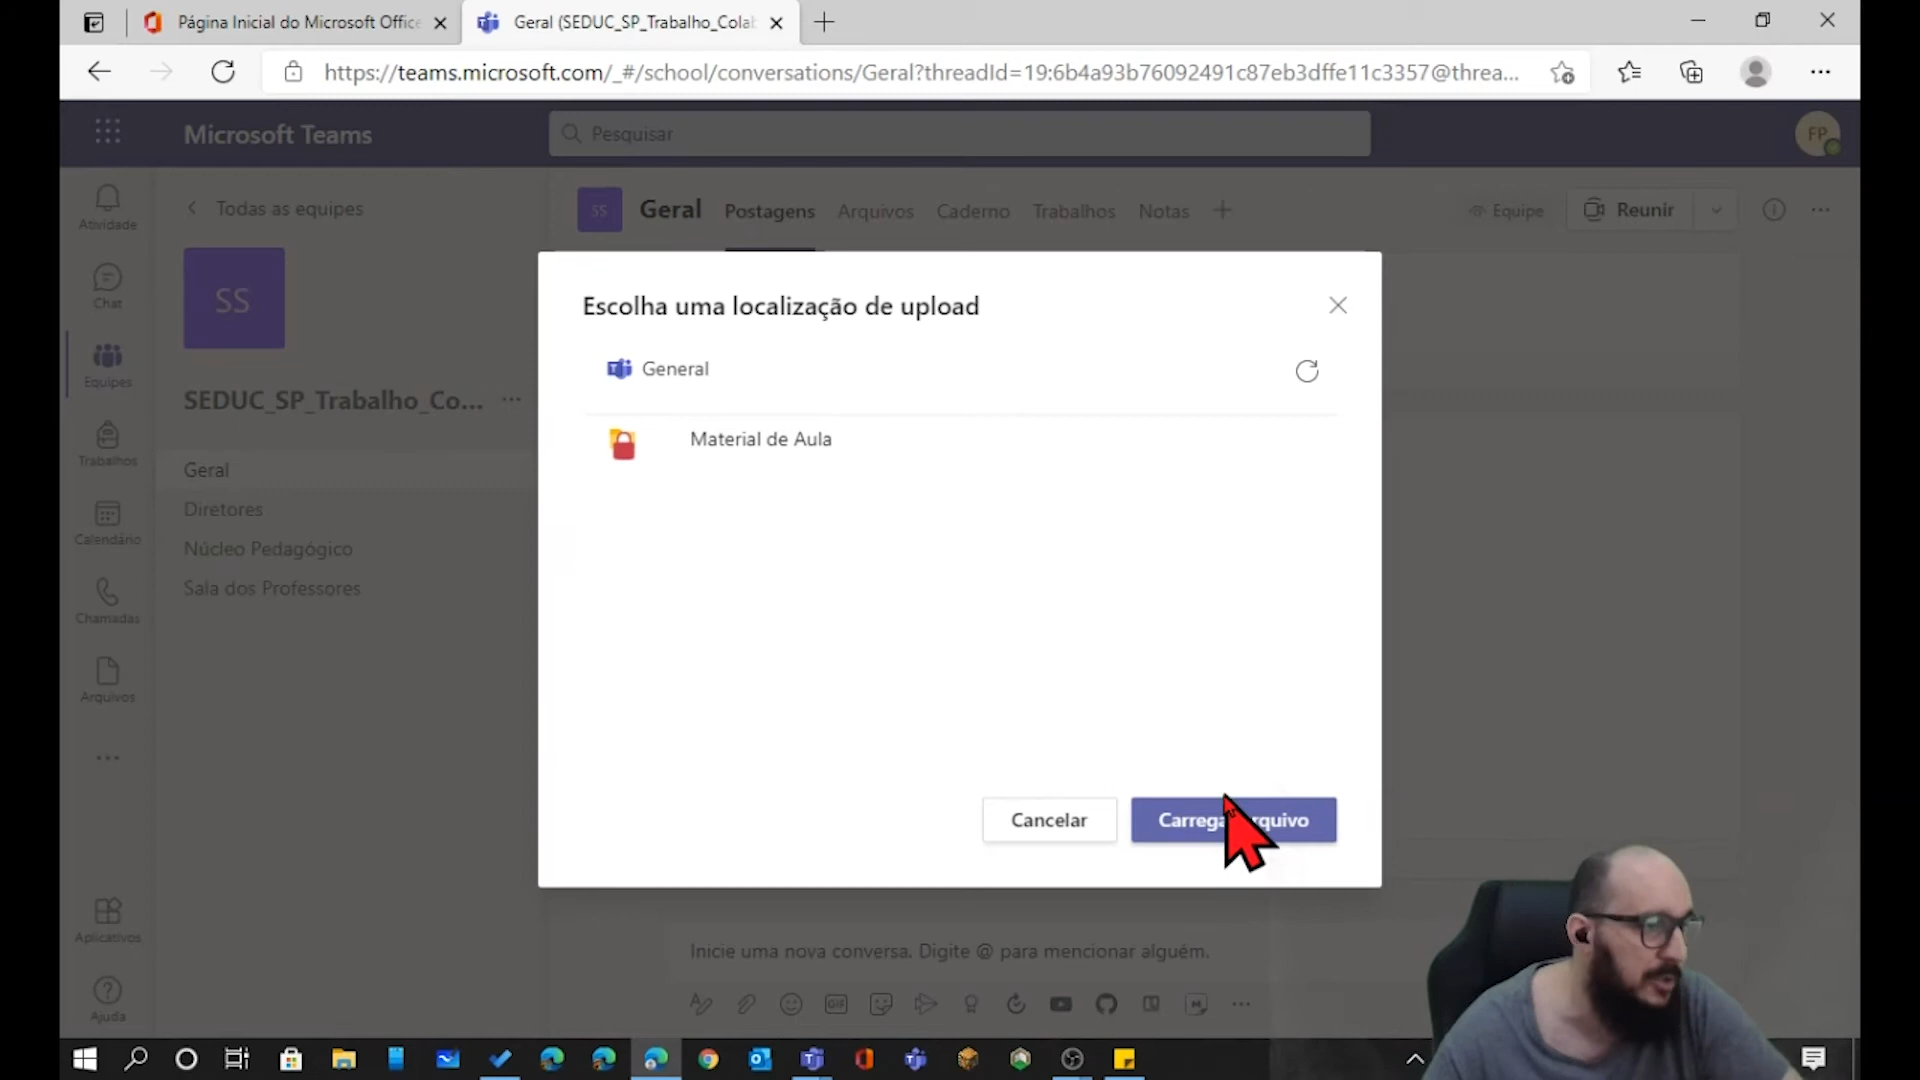 Página Inicial do Microsoft Office
Geral (SEDUC_SP_Trabalho_Colab
https://teams.microsoft.com/_#/school/conversations/Geral?threadId=19:6b4a93b76092491c87eb3dffe11c3357@threa...
Microsoft Teams
Pesquisar
FP
Atividade
Chat
Equipes
Trabalhos
Calendário
Chamadas
Arquivos
Aplicativos
Ajuda
Todas as equipes
SS
SEDUC_SP_Trabalho_Co...
Geral
Diretores
Núcleo Pedagógico
Sala dos Professores
SS
Geral
Postagens
Arquivos
Caderno
Trabalhos
Notas
Equipe
Reunir
Escolha uma localização de upload
General
Material de Aula
Cancelar
Carrega rquivo
Inicie uma nova conversa. Digite @ para mencionar alguém.
GIF